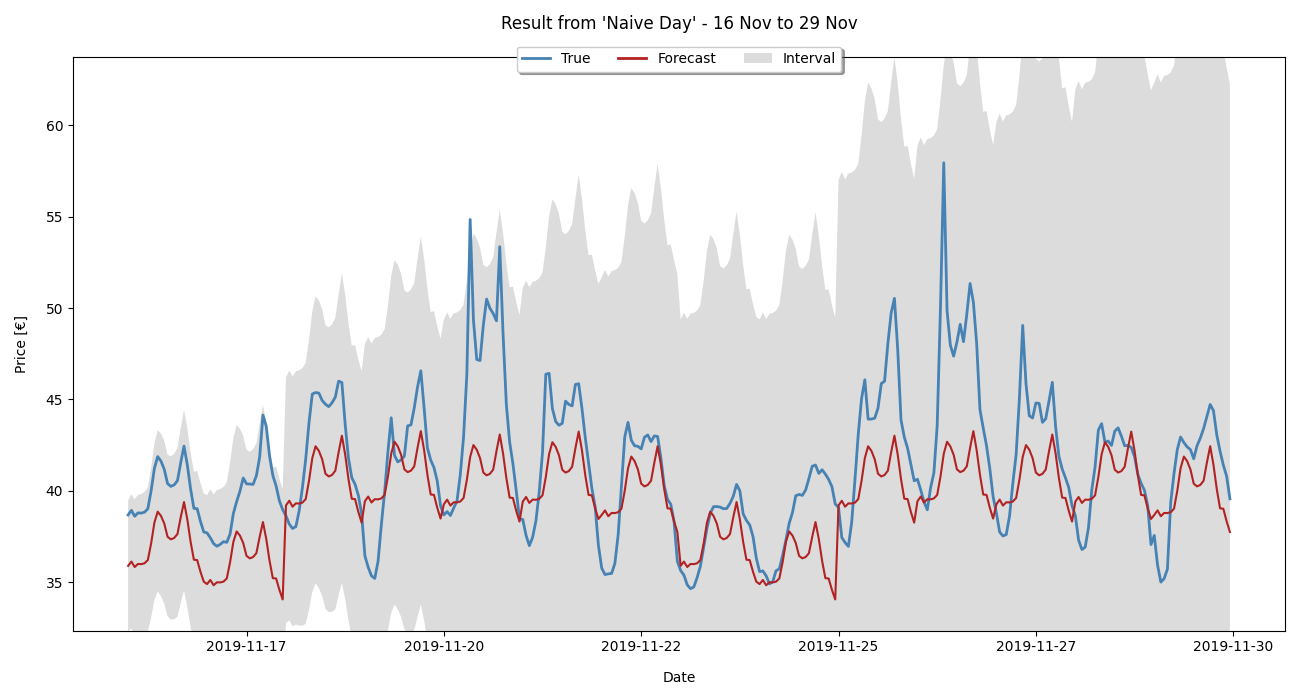 Result from 'Naive Day' - 16 Nov to 29 Nov
True Forecast Interval
Price [€]
60
55
50
45
40
35
2019-11-17 2019-11-20 2019-11-22 2019-11-25 2019-11-27 2019-11-30
Date